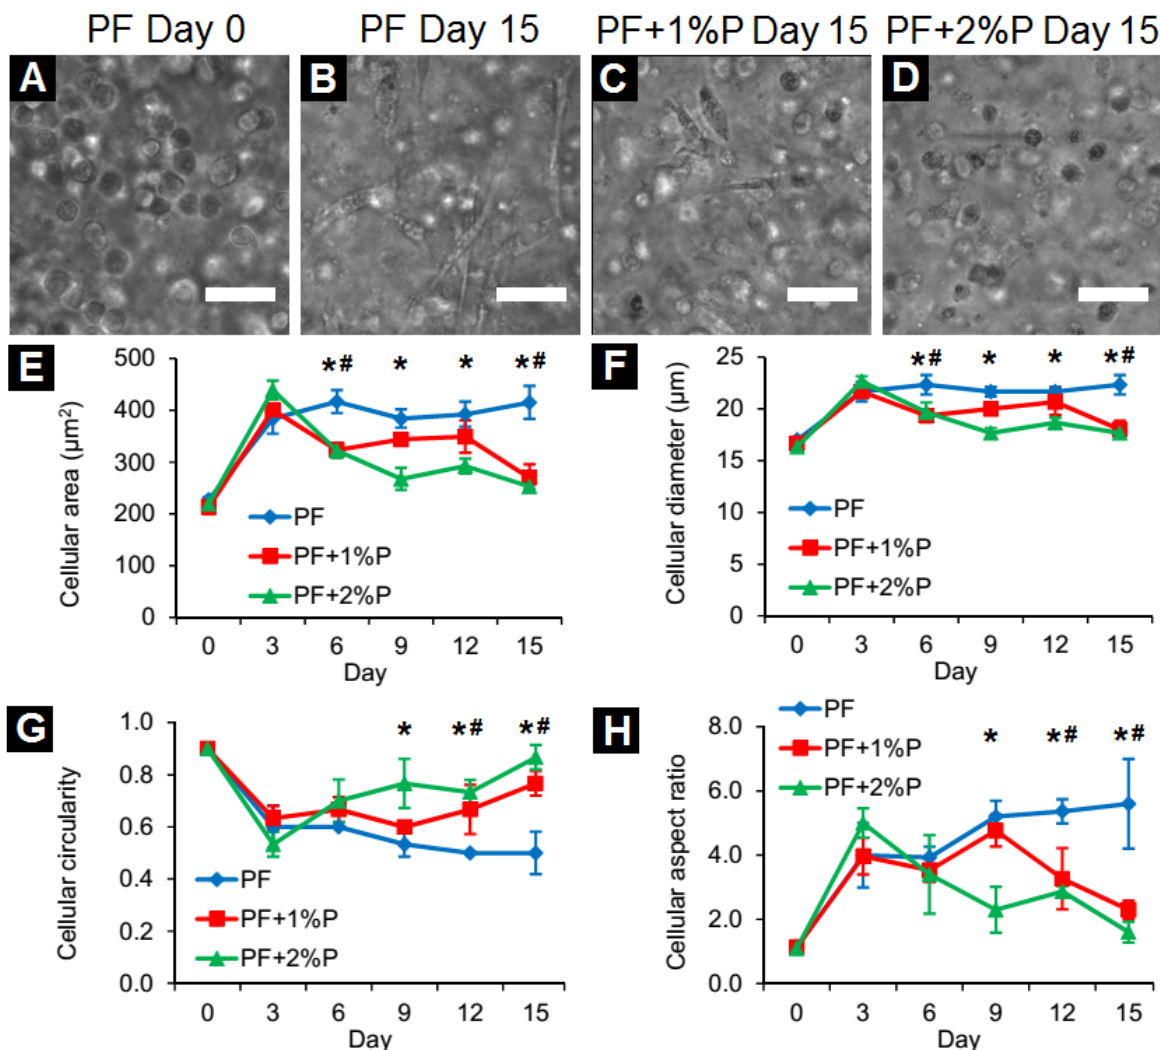 PF Day 0
PF Day 15
PF+1%P Day 15
PF+2%P Day 15
A
B
C
D
E
*#
*
*
*#
500
400
300
200
100
0
Cellular area (µm²)
PF
PF+1%P
PF+2%P
0 3 6 9 12 15
Day
F
*#
*
*
*#
25
20
15
10
5
0
Cellular diameter (µm)
PF
PF+1%P
PF+2%P
0 3 6 9 12 15
Day
G
*
*#
*#
1.0
0.8
0.6
0.4
0.2
0.0
Cellular circularity
PF
PF+1%P
PF+2%P
0 3 6 9 12 15
Day
H
PF
PF+1%P
PF+2%P
*
*#
*#
8.0
6.0
4.0
2.0
0.0
Cellular aspect ratio
0 3 6 9 12 15
Day